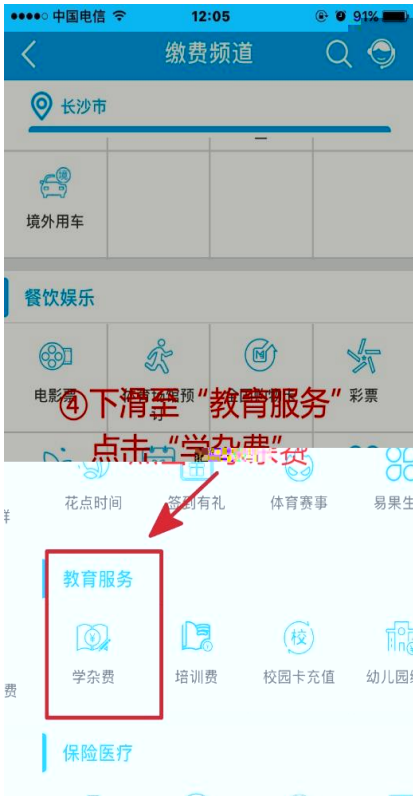 中国电信 12:05 91%
缴费频道
长沙市
境外用车
餐饮娱乐
电影票 彩票
④下滑至“教育服务”
点击“学杂费”
花点时间 签到有礼 体育赛事 易果生
教育服务
学杂费 培训费 校园卡充值 幼儿园
费
保险医疗